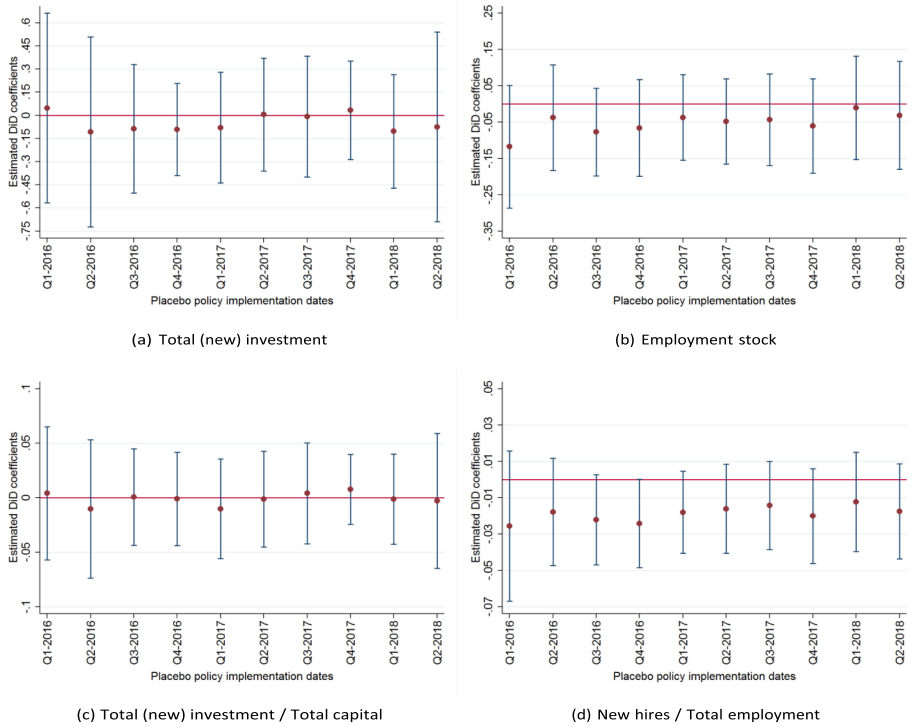 Estimated DiD coefficients
.6
.45
.3
.15
0
-.15
-.3
-.45
-.6
-.75
Q1-2016
Q2-2016
Q3-2016
Q4-2016
Q1-2017
Q2-2017
Q3-2017
Q4-2017
Q1-2018
Q2-2018
Placebo policy implementation dates
(a) Total (new) investment
Estimated DiD coefficients
.25
.15
.05
-.05
-.15
-.25
-.35
Q1-2016
Q2-2016
Q3-2016
Q4-2016
Q1-2017
Q2-2017
Q3-2017
Q4-2017
Q1-2018
Q2-2018
Placebo policy implementation dates
(b) Employment stock
Estimated DiD coefficients
.1
.05
0
-.05
-.1
Q1-2016
Q2-2016
Q3-2016
Q4-2016
Q1-2017
Q2-2017
Q3-2017
Q4-2017
Q1-2018
Q2-2018
Placebo policy implementation dates
(c) Total (new) investment / Total capital
Estimated DiD coefficients
.05
.03
.01
-.01
-.03
-.05
-.07
Q1-2016
Q2-2016
Q3-2016
Q4-2016
Q1-2017
Q2-2017
Q3-2017
Q4-2017
Q1-2018
Q2-2018
Placebo policy implementation dates
(d) New hires / Total employment